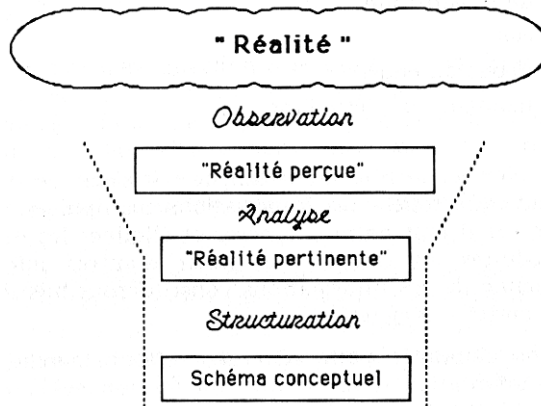 " Réalité "
Observation
"Réalité perçue"
Analyse
"Réalité pertinente"
Structuration
Schéma conceptuel